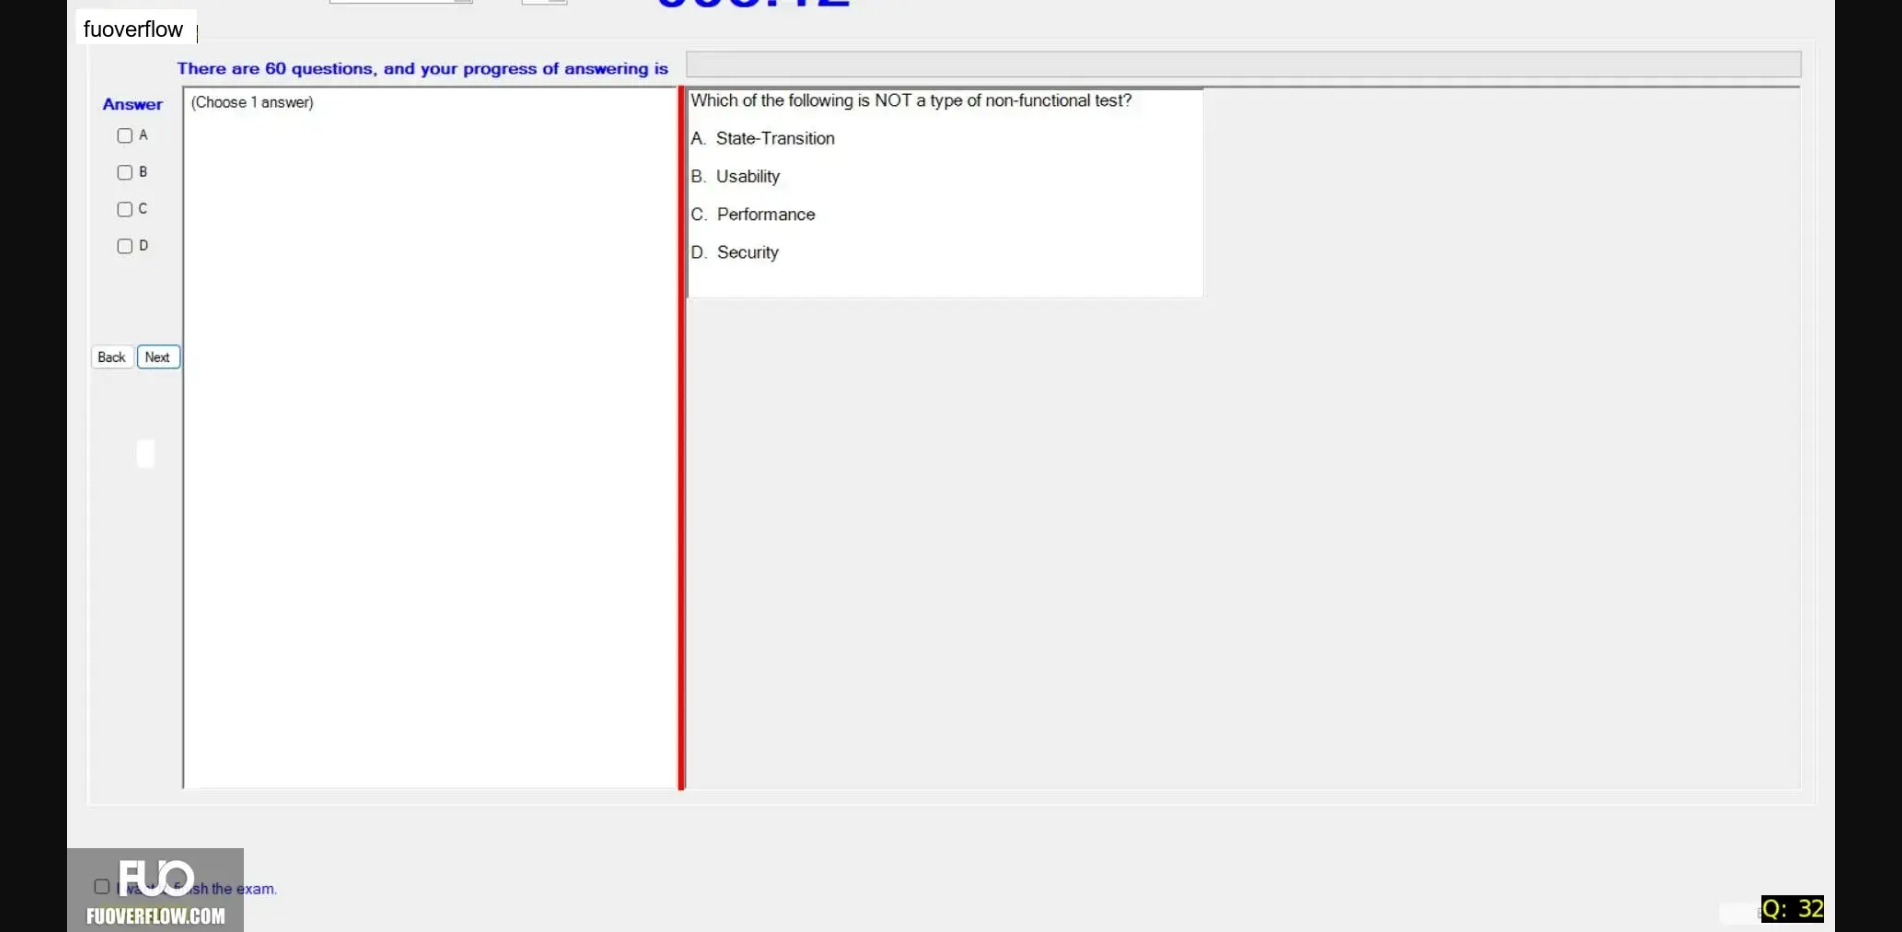 fuoverflow
There are 60 questions, and your progress of answering is
Answer
(Choose 1 answer)
A
B
C
D
Back Next
Which of the following is NOT a type of non-functional test?
A. State-Transition
B. Usability
C. Performance
D. Security
FUO
I want finish the exam.
FUOVERFLOW.COM
Q: 32